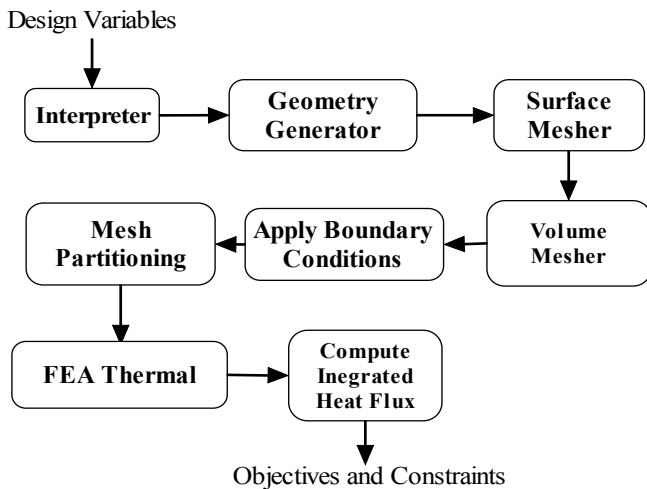 Design Variables
Interpreter
Geometry
Generator
Surface
Mesher
Volume
Mesher
Apply Boundary
Conditions
Mesh
Partitioning
FEA Thermal
Compute
Inegrated
Heat Flux
Objectives and Constraints